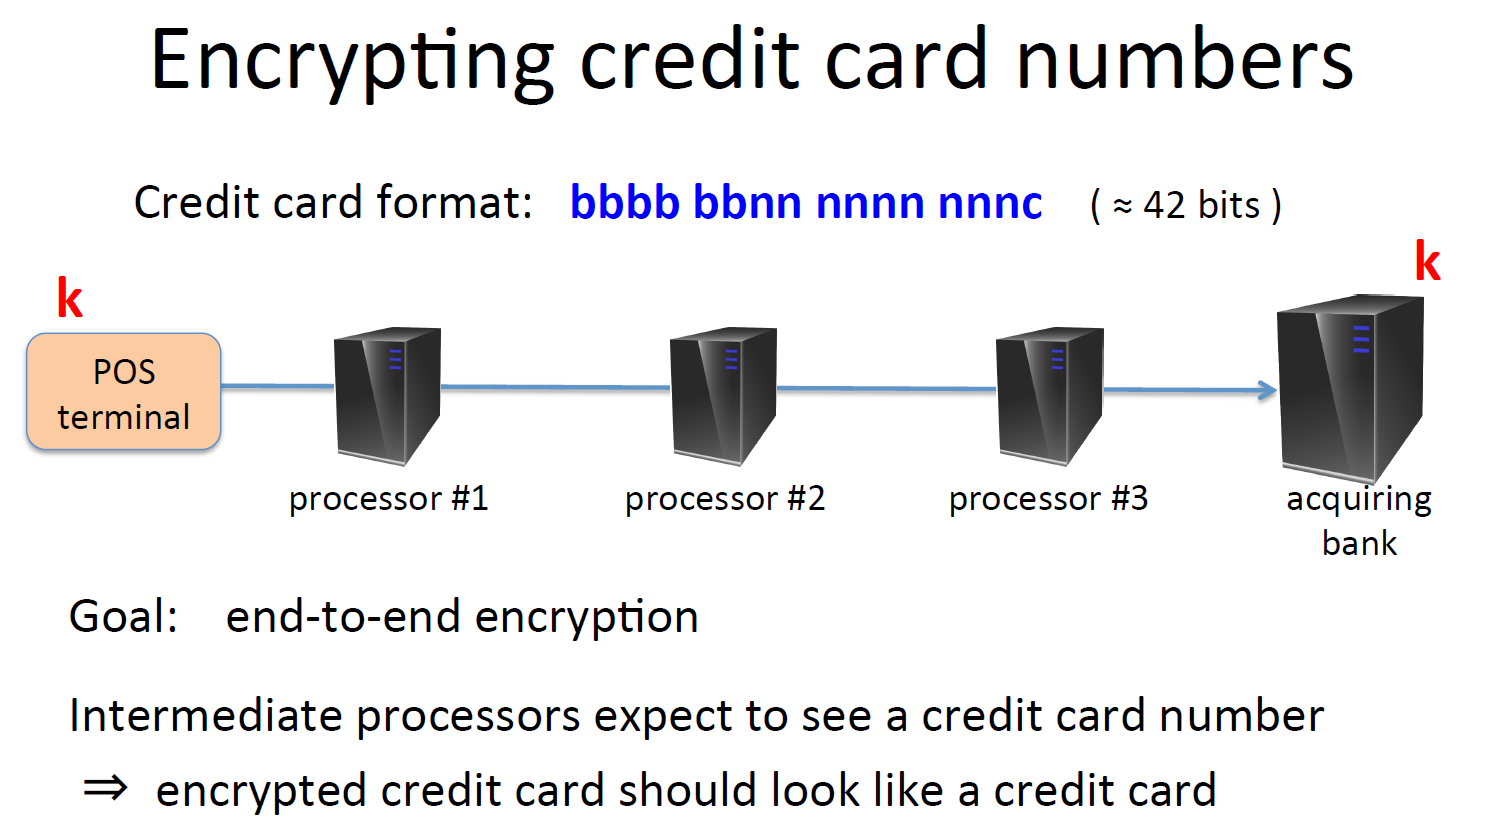 Encrypting credit card numbers
Credit card format: bbbb bbnn nnnn nnnc ( ≈ 42 bits )
k
k
POS
terminal
processor #1
processor #2
processor #3
acquiring
bank
Goal: end-to-end encryption
Intermediate processors expect to see a credit card number
⇒ encrypted credit card should look like a credit card